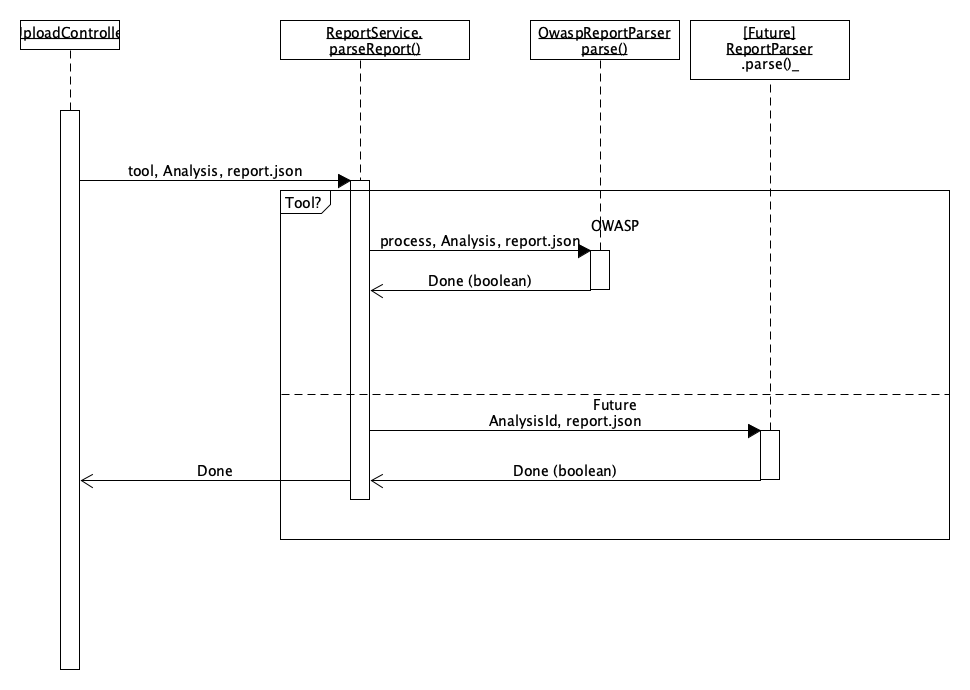 ploadControlle
ReportService.
parseReport()
OwaspReportParser
parse()
[Future]
ReportParser
.parse()_
tool, Analysis, report.json
Tool?
OWASP
process, Analysis, report.json
Done (boolean)
Future
AnalysisId, report.json
Done
Done (boolean)